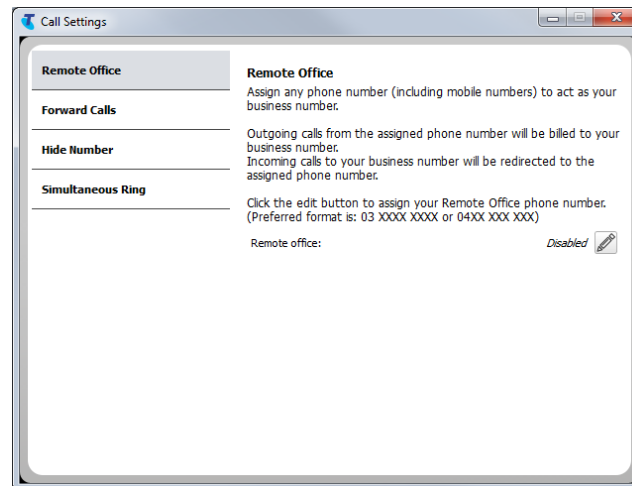 Call Settings
Remote Office
Forward Calls
Hide Number
Simultaneous Ring
Remote Office
Assign any phone number (including mobile numbers) to act as your
business number.
Outgoing calls from the assigned phone number will be billed to your
business number.
Incoming calls to your business number will be redirected to the
assigned phone number.
Click the edit button to assign your Remote Office phone number.
(Preferred format is: 03 XXXX XXXX or 04XX XXX XXX)
Remote office: Disabled